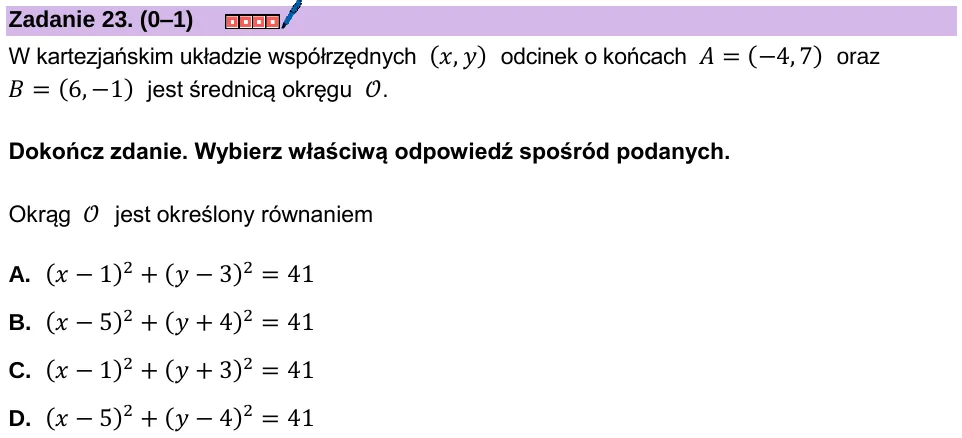 Zadanie 23. (0–1)
W kartezjańskim układzie współrzędnych (x, y) odcinek o końcach A = (−4, 7) oraz
B = (6, −1) jest średnicą okręgu 𝒪.
Dokończ zdanie. Wybierz właściwą odpowiedź spośród podanych.
Okrąg 𝒪 jest określony równaniem
A. (x − 1)² + (y − 3)² = 41
B. (x − 5)² + (y + 4)² = 41
C. (x − 1)² + (y + 3)² = 41
D. (x − 5)² + (y − 4)² = 41